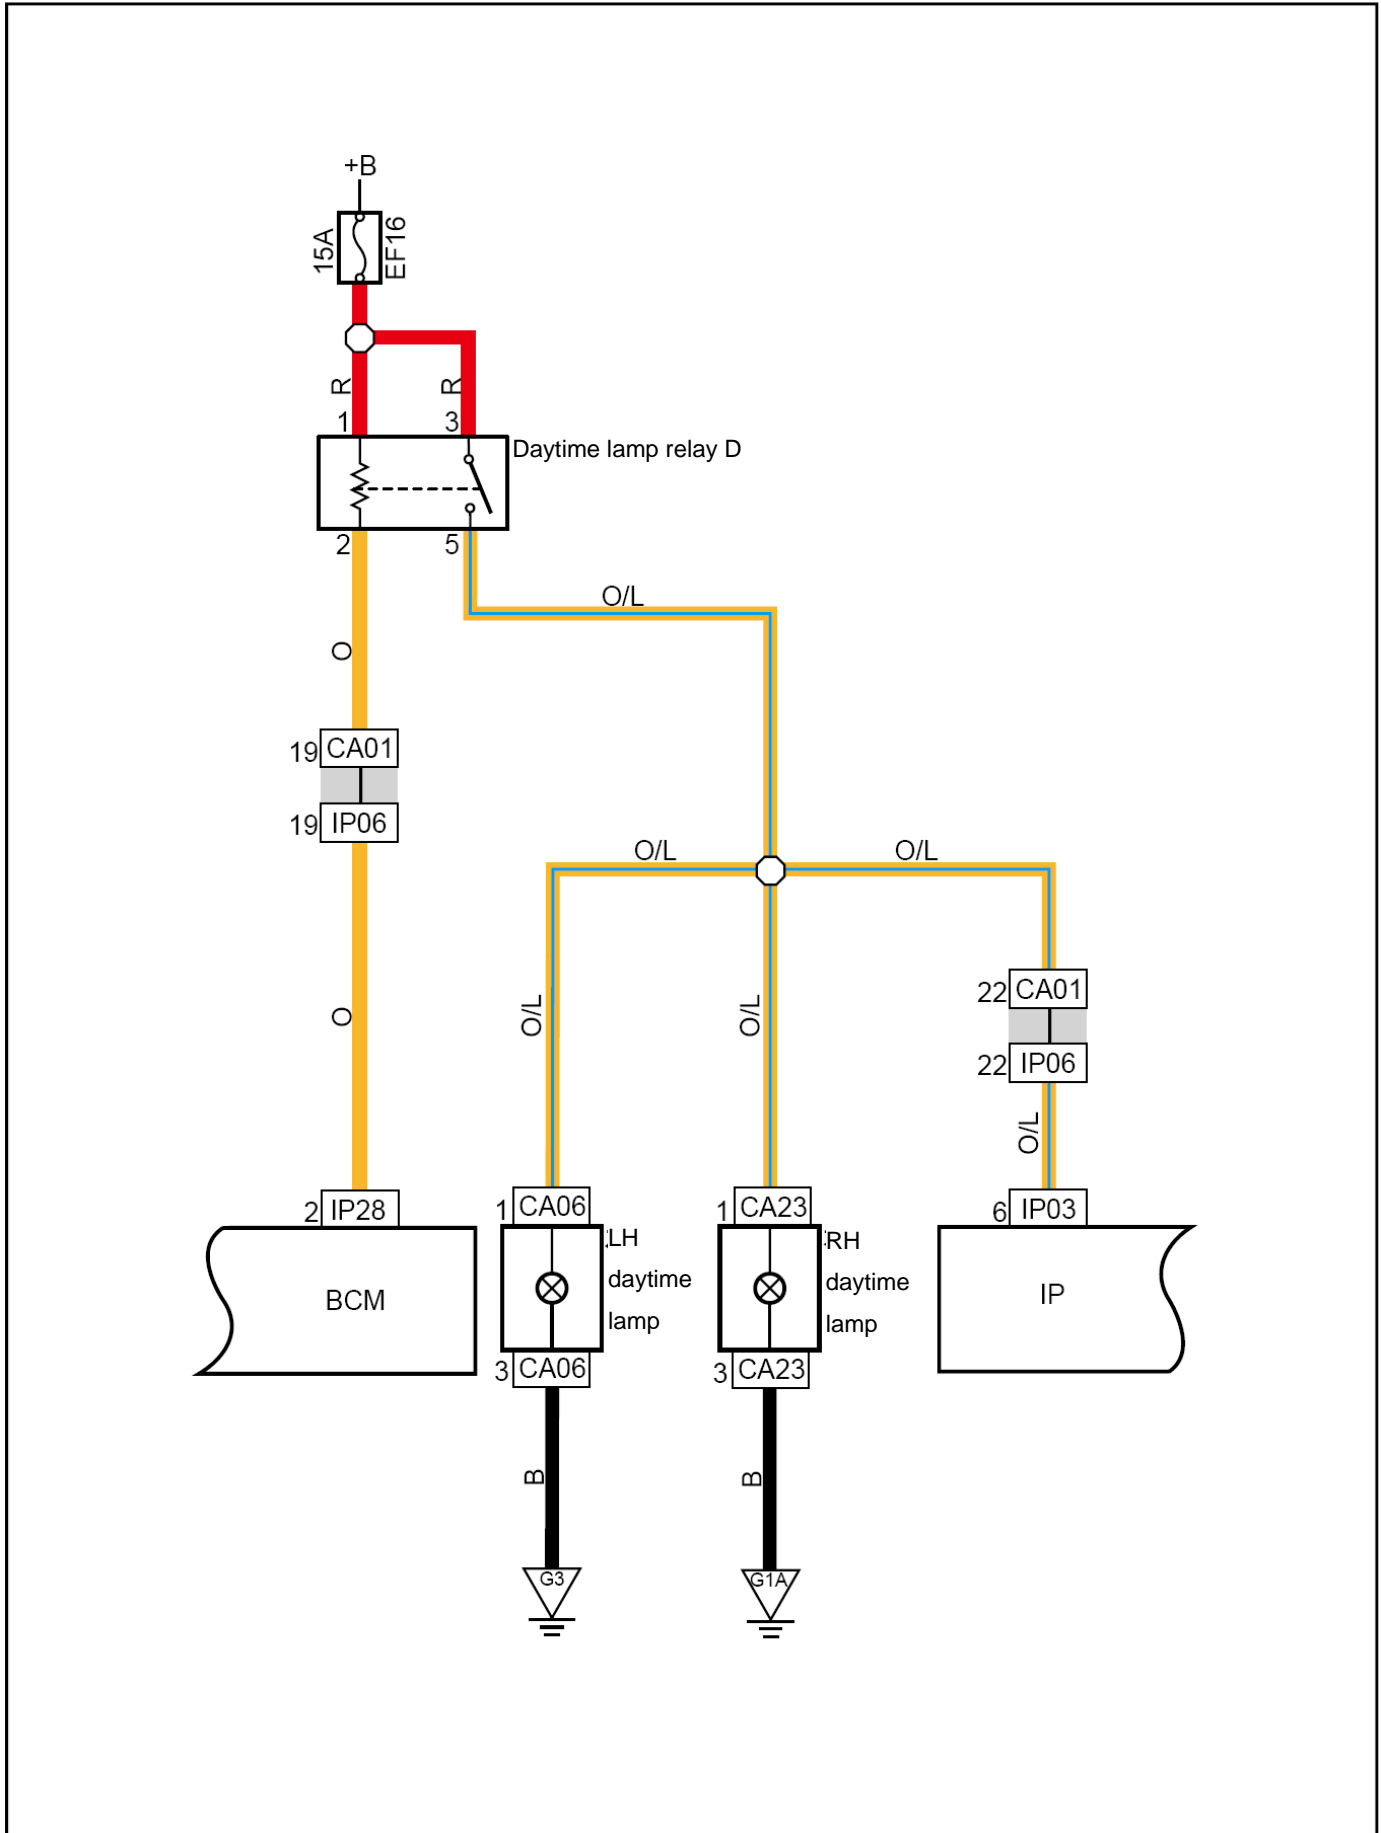 +B
15A
EF16
R
R
1
3
Daytime lamp relay D
2
5
O/L
O
19 CA01
19 IP06
O/L
O/L
22 CA01
O
O/L
O/L
22 IP06
O/L
2 IP28
1 CA06
1 CA23
6 IP03
LH
daytime
lamp
RH
daytime
lamp
BCM
IP
3 CA06
3 CA23
B
B
G3
G1A